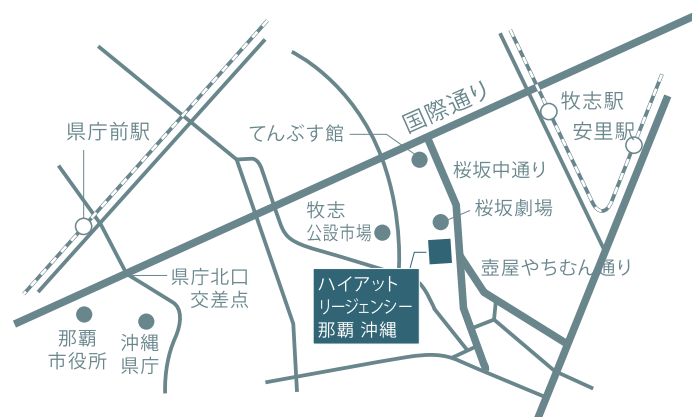 国際通り
牧志駅
安里駅
県庁前駅
てんぶす館
桜坂中通り
桜坂劇場
牧志
公設市場
壺屋やちむん通り
県庁北口
交差点
ハイアット
リージェンシー
那覇 沖縄
那覇
市役所
沖縄
県庁